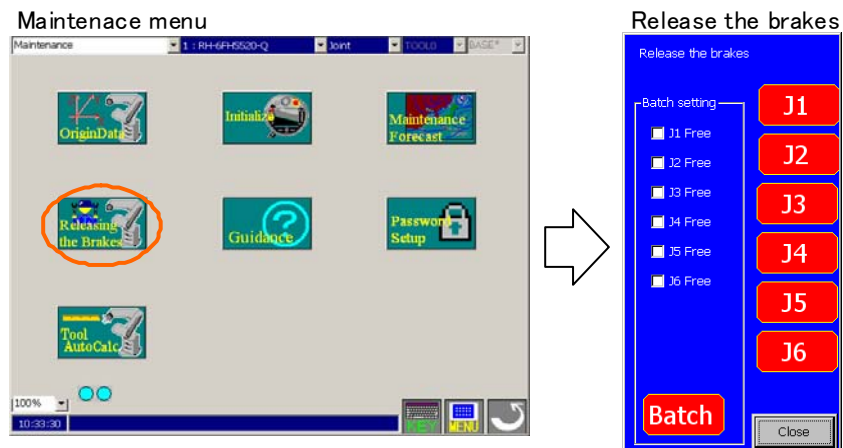 Maintenace menu
Maintenance
1 : RH-6FH5520-Q
Joint
TOOL0
BASE*
OriginData
Initialize
Maintenance
Forecast
Releasing
the Brakes
Guidance
Password
Setup
Tool
AutoCalc
100%
10:33:30
KEY
MENU
Release the brakes
Release the brakes
Batch setting
J1 Free
J2 Free
J3 Free
J4 Free
J5 Free
J6 Free
Batch
J1
J2
J3
J4
J5
J6
Close